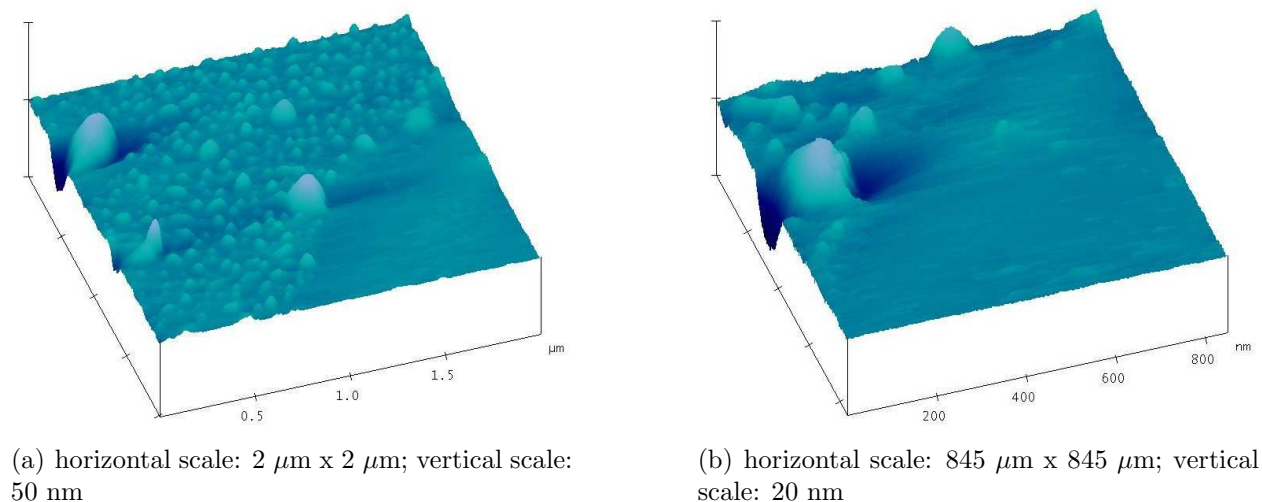 μm
0.5
1.0
1.5
nm
200
400
600
800
(a) horizontal scale: 2 μm x 2 μm; vertical scale:
50 nm
(b) horizontal scale: 845 μm x 845 μm; vertical
scale: 20 nm